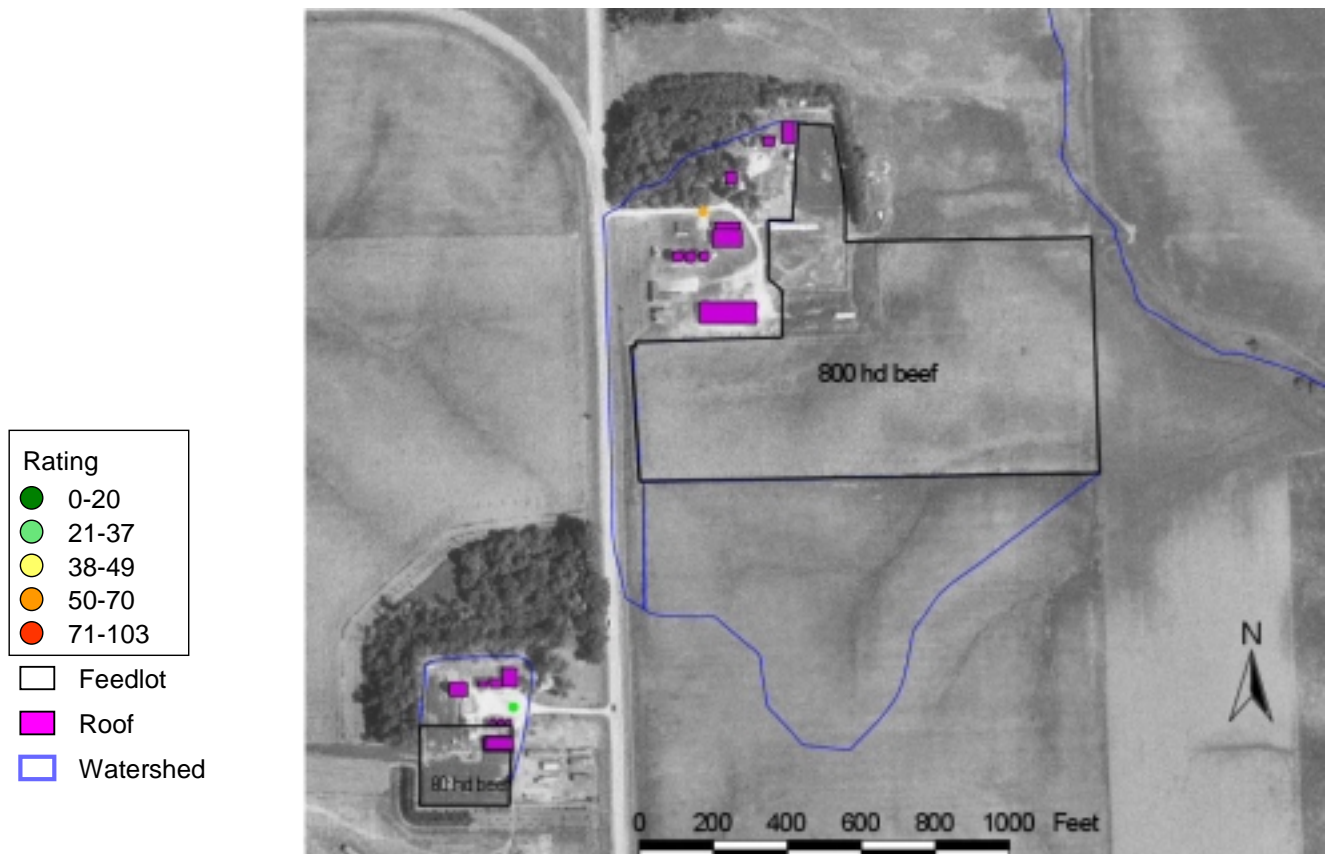 Rating
0-20
21-37
38-49
50-70
71-103
Feedlot
Roof
Watershed
800 hd beef
80 hd beef
N
0 200 400 600 800 1000 Feet